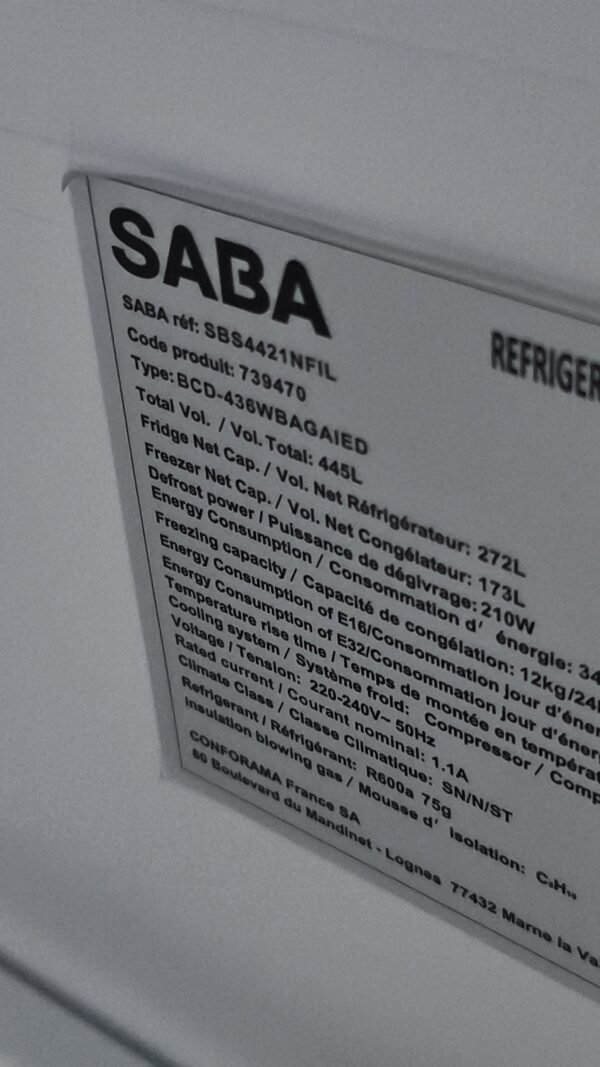 SABA
REFRIGER
SABA réf: SBS4421NFIL
Code produit: 739470
Type: BCD-436WBAGAIED
Total Vol. / Vol. Total: 445L
Fridge Net Cap. / Vol. Net Réfrigérateur: 272L
Freezer Net Cap. / Vol. Net Congélateur: 173L
Defrost power / Puissance de dégivrage: 210W
Energy Consumption / Consommation d' énergie: 34
Freezing capacity / Capacité de congélation: 12kg/24
Energy Consumption of E16/Consommation jour d'éner
Energy Consumption of E32/Consommation jour d'éner
Temperature rise time / Temps de montée en températ
Cooling system / Système froid: Compressor / Comp
Voltage / Tension: 220-240V~ 50Hz
Rated current / Courant nominal: 1.1A
Climate Class / Classe Climatique: SN/N/ST
Refrigerant / Réfrigérant: R600a 75g
Insulation blowing gas / Mousse d' isolation: C₅H₁₀
CONFORAMA France SA
80 Boulevard du Mandinet - Lognes 77432 Marne la Va